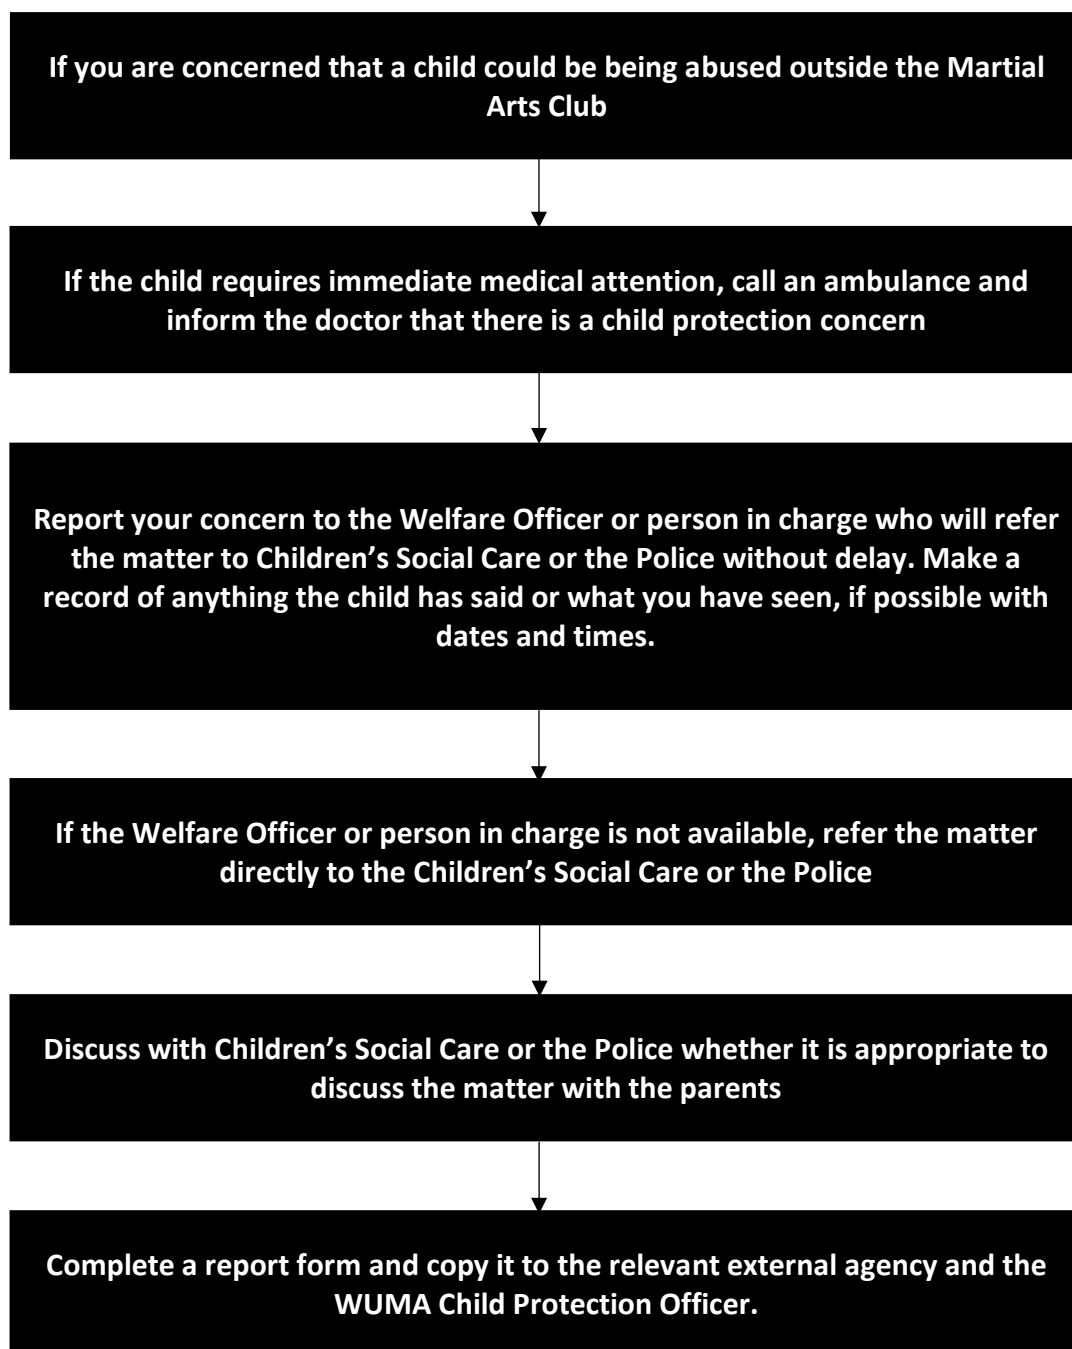 If you are concerned that a child could be being abused outside the Martial
Arts Club
If the child requires immediate medical attention, call an ambulance and
inform the doctor that there is a child protection concern
Report your concern to the Welfare Officer or person in charge who will refer
the matter to Children’s Social Care or the Police without delay. Make a
record of anything the child has said or what you have seen, if possible with
dates and times.
If the Welfare Officer or person in charge is not available, refer the matter
directly to the Children’s Social Care or the Police
Discuss with Children’s Social Care or the Police whether it is appropriate to
discuss the matter with the parents
Complete a report form and copy it to the relevant external agency and the
WUMA Child Protection Officer.